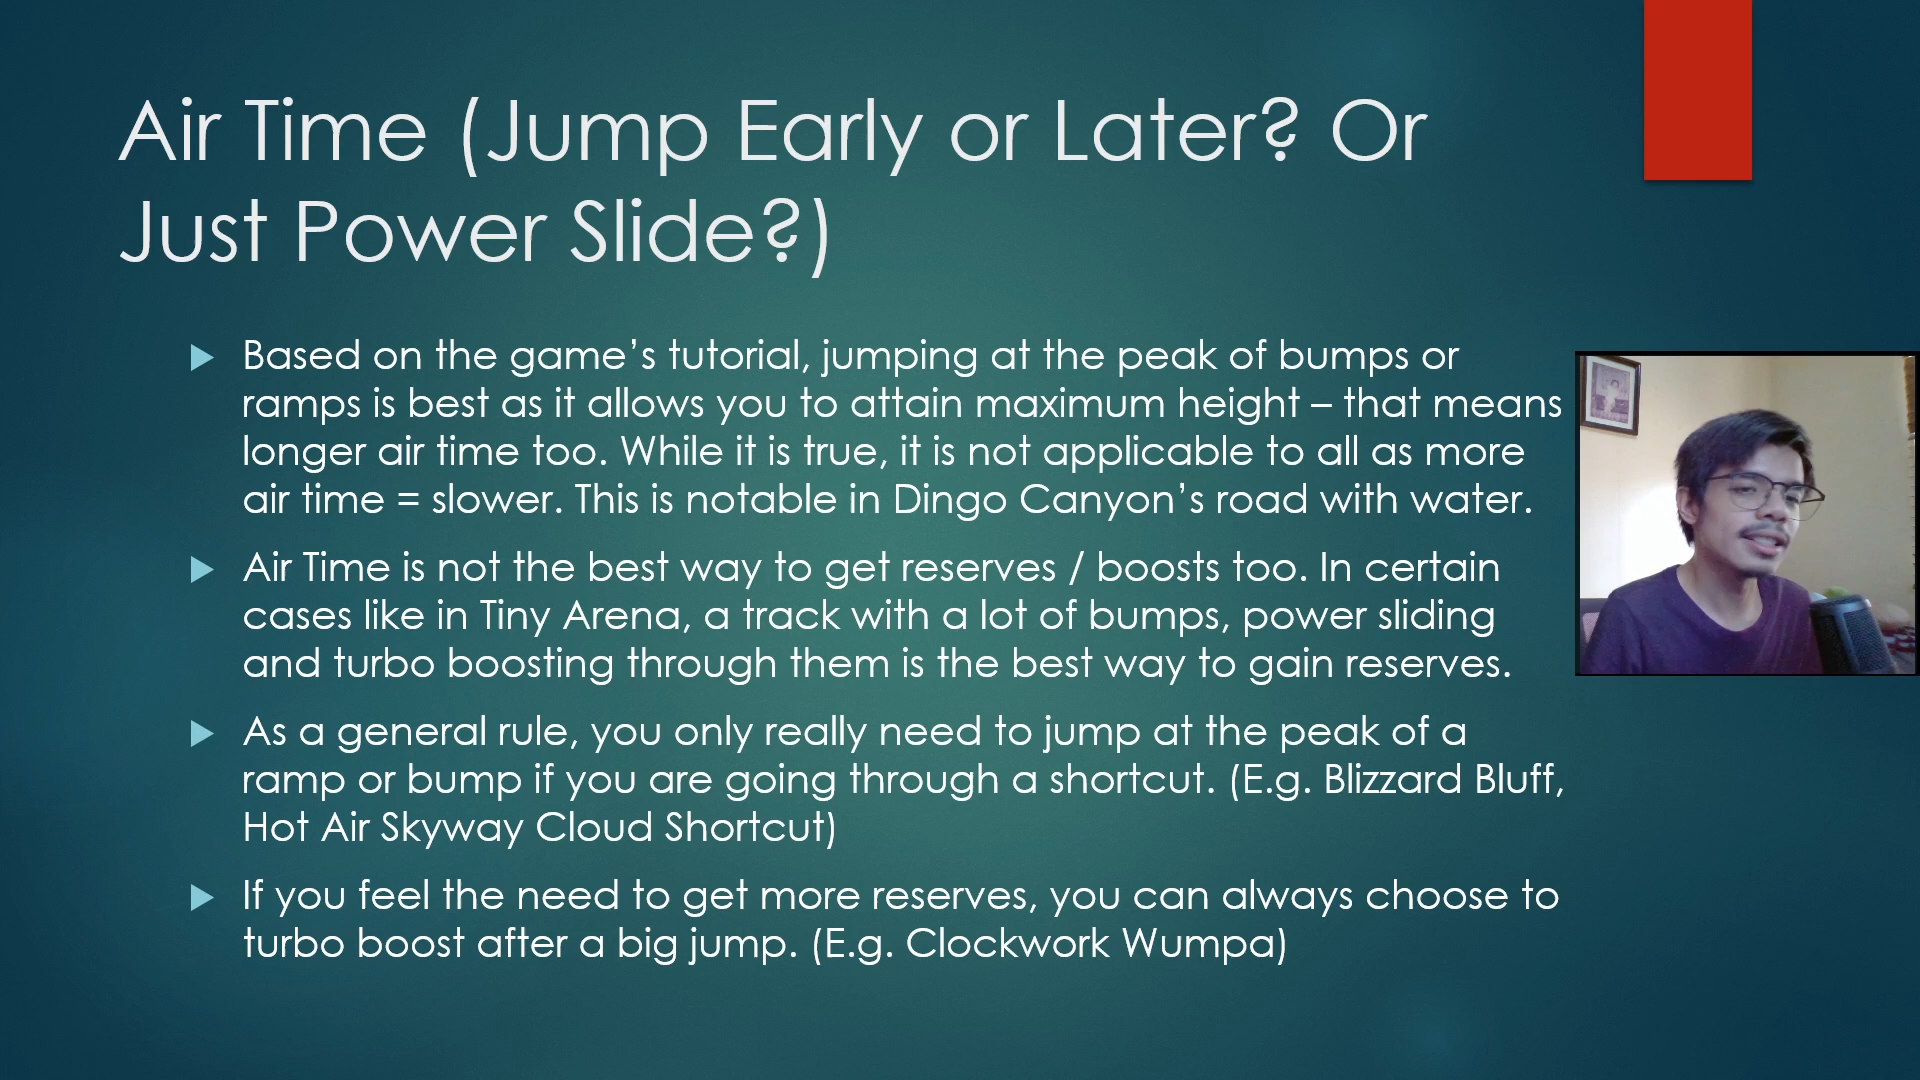 Air Time (Jump Early or Later? Or
Just Power Slide?)
Based on the game’s tutorial, jumping at the peak of bumps or
ramps is best as it allows you to attain maximum height – that means
longer air time too. While it is true, it is not applicable to all as more
air time = slower. This is notable in Dingo Canyon’s road with water.
Air Time is not the best way to get reserves / boosts too. In certain
cases like in Tiny Arena, a track with a lot of bumps, power sliding
and turbo boosting through them is the best way to gain reserves.
As a general rule, you only really need to jump at the peak of a
ramp or bump if you are going through a shortcut. (E.g. Blizzard Bluff,
Hot Air Skyway Cloud Shortcut)
If you feel the need to get more reserves, you can always choose to
turbo boost after a big jump. (E.g. Clockwork Wumpa)